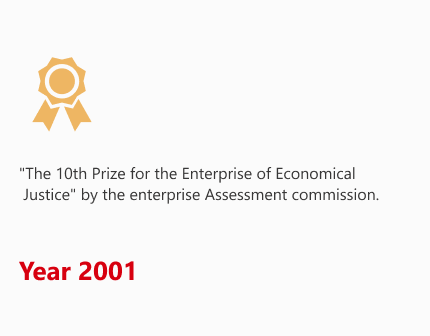 "The 10th Prize for the Enterprise of Economical
Justice" by the enterprise Assessment commission.
Year 2001